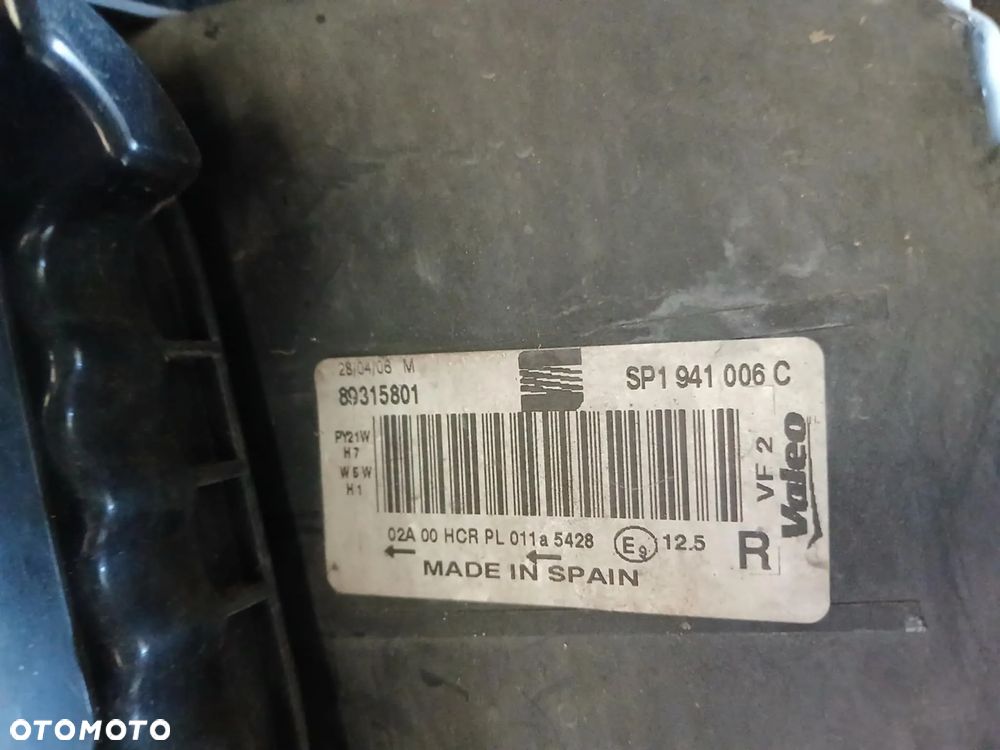 28/04/06 M
89315801
SP1 941 006 C
PY21W
H7
W5W
H1
VF 2
Valeo
02A 00 HCR PL 011a 5428 E9 12.5
R
MADE IN SPAIN
OTOMOTO